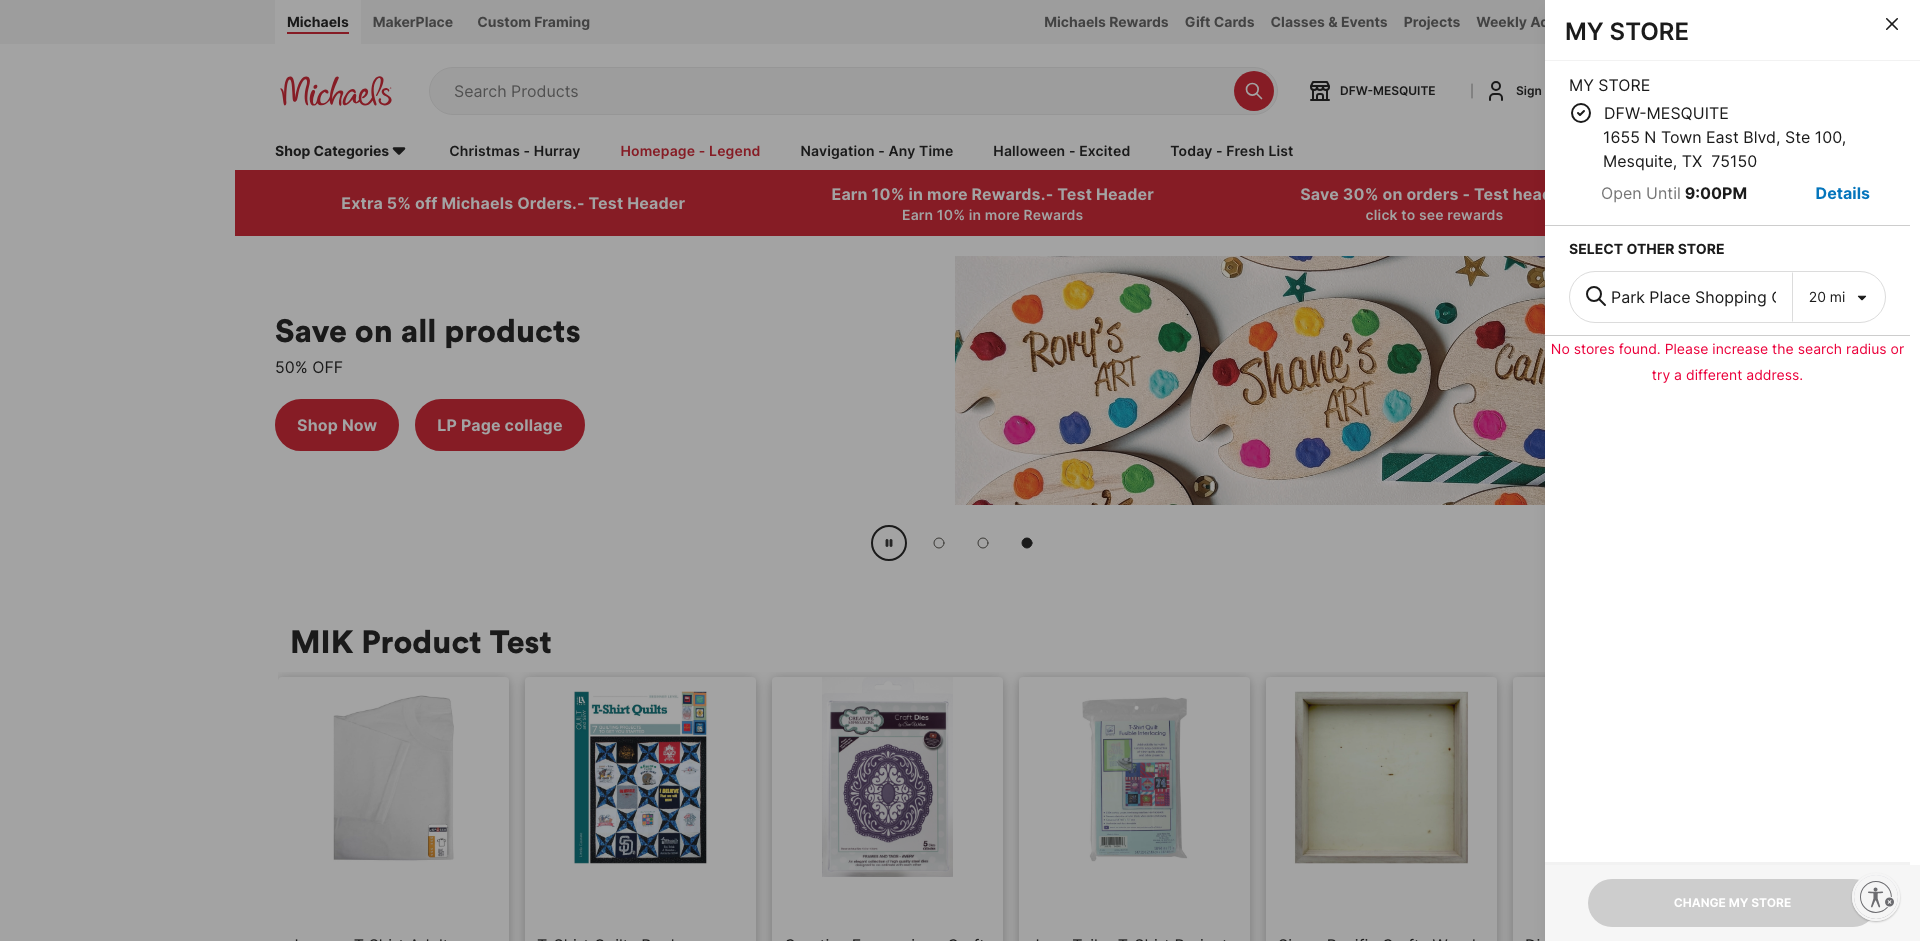 Michaels
MakerPlace
Custom Framing
Michaels Rewards
Gift Cards
Classes & Events
Projects
Weekly
Michaels
Search Products
DFW-MESQUITE
Sign
Shop Categories
Christmas - Hurray
Homepage - Legend
Navigation - Any Time
Halloween - Excited
Today - Fresh List
Extra 5% off Michaels Orders.- Test Header
Earn 10% in more Rewards.- Test Header
Earn 10% in more Rewards
Save 30% on orders - Test
click to see rewards
Save on all products
50% OFF
Shop Now
LP Page collage
Rory's
ART
Shane's
ART
MIK Product Test
T-Shirt Quilts
Craft Dies
T-Shirt Quilt
Fusible Interfacing
MY STORE
MY STORE
DFW-MESQUITE
1655 N Town East Blvd, Ste 100,
Mesquite, TX 75150
Open Until 9:00PM
Details
SELECT OTHER STORE
Park Place Shopping
20 mi
No stores found. Please increase the search radius or
try a different address.
CHANGE MY STORE